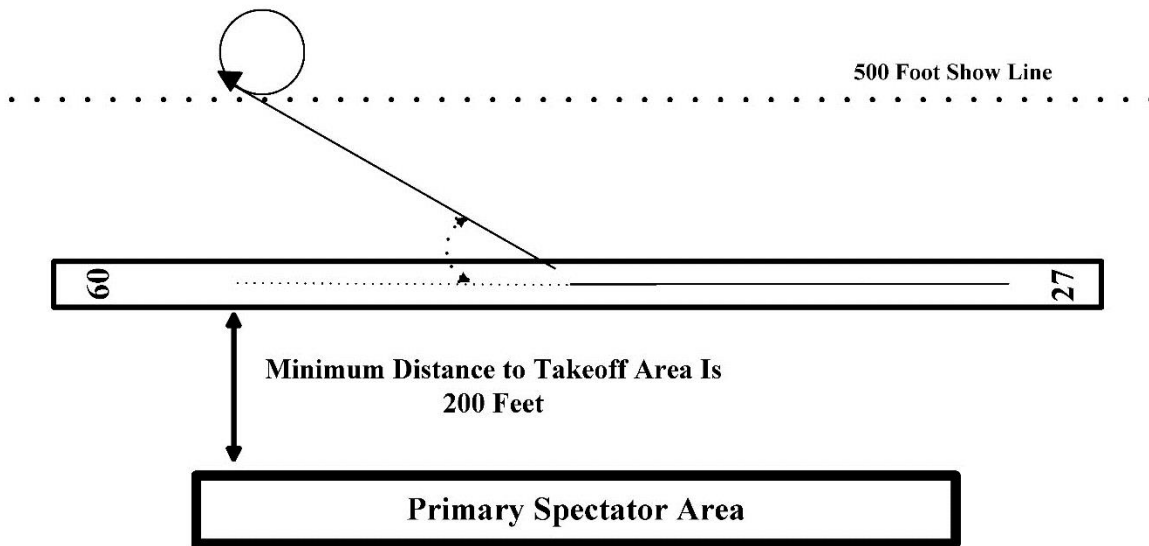 500 Foot Show Line
09
27
Minimum Distance to Takeoff Area Is
200 Feet
Primary Spectator Area